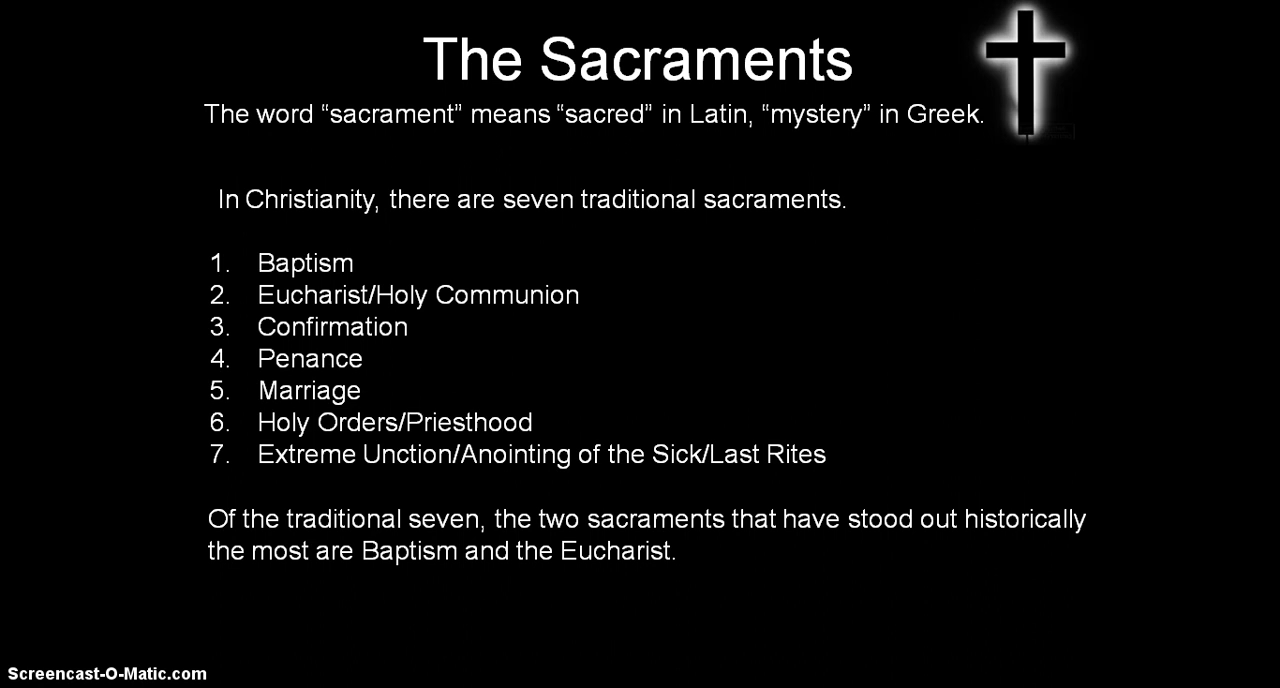 The Sacraments
The word “sacrament” means “sacred” in Latin, “mystery” in Greek.
In Christianity, there are seven traditional sacraments.
1. Baptism
2. Eucharist/Holy Communion
3. Confirmation
4. Penance
5. Marriage
6. Holy Orders/Priesthood
7. Extreme Unction/Anointing of the Sick/Last Rites
Of the traditional seven, the two sacraments that have stood out historically
the most are Baptism and the Eucharist.
Screencast-O-Matic.com